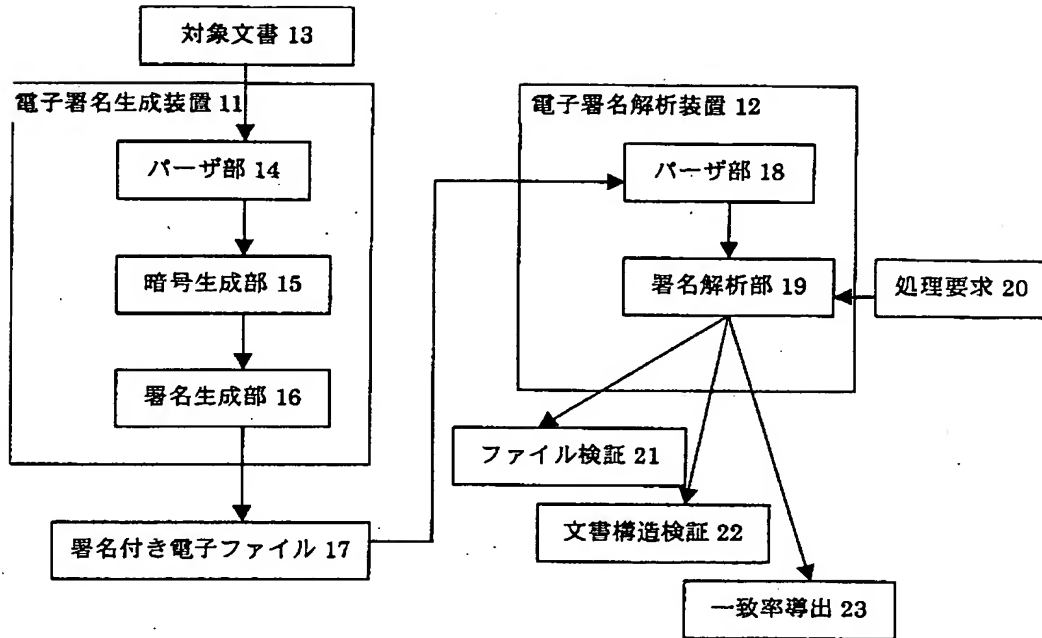 対象文書 13
電子署名生成装置 11
パーザ部 14
暗号生成部 15
署名生成部 16
署名付き電子ファイル 17
電子署名解析装置 12
パーザ部 18
署名解析部 19
処理要求 20
ファイル検証 21
文書構造検証 22
一致率導出 23